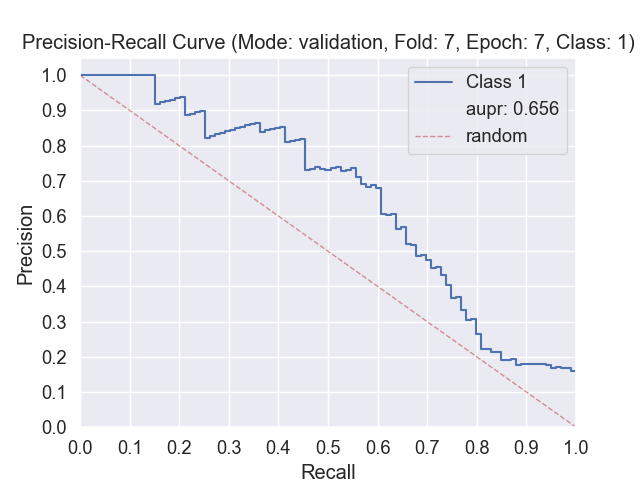 Precision-Recall Curve (Mode: validation, Fold: 7, Epoch: 7, Class: 1)
Class 1
aupr: 0.656
random
Precision
1.0
0.9
0.8
0.7
0.6
0.5
0.4
0.3
0.2
0.1
0.0
0.0 0.1 0.2 0.3 0.4 0.5 0.6 0.7 0.8 0.9 1.0
Recall